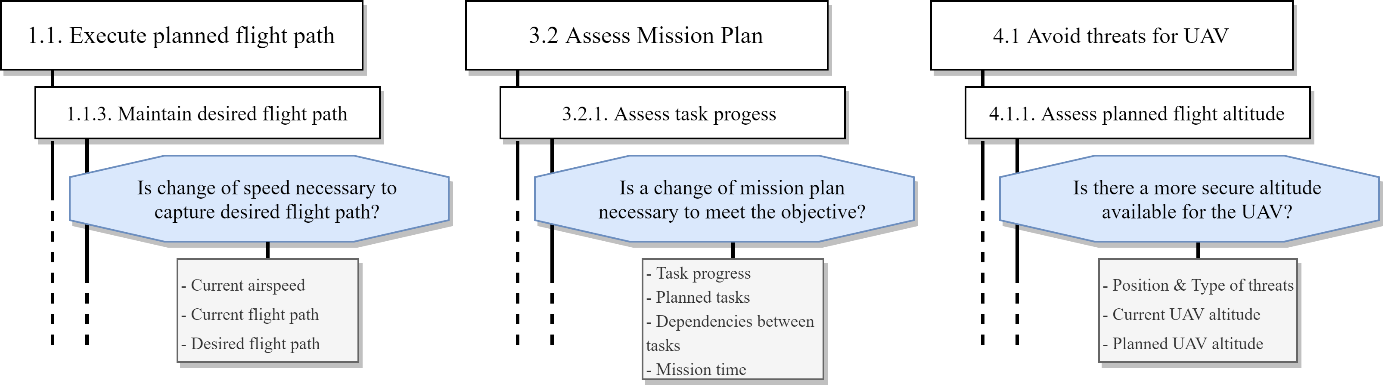 1.1. Execute planned flight path
1.1.3. Maintain desired flight path
Is change of speed necessary to
capture desired flight path?
- Current airspeed
- Current flight path
- Desired flight path
3.2 Assess Mission Plan
3.2.1. Assess task progess
Is a change of mission plan
necessary to meet the objective?
- Task progress
- Planned tasks
- Dependencies between
tasks
- Mission time
4.1 Avoid threats for UAV
4.1.1. Assess planned flight altitude
Is there a more secure altitude
available for the UAV?
- Position & Type of threats
- Current UAV altitude
- Planned UAV altitude